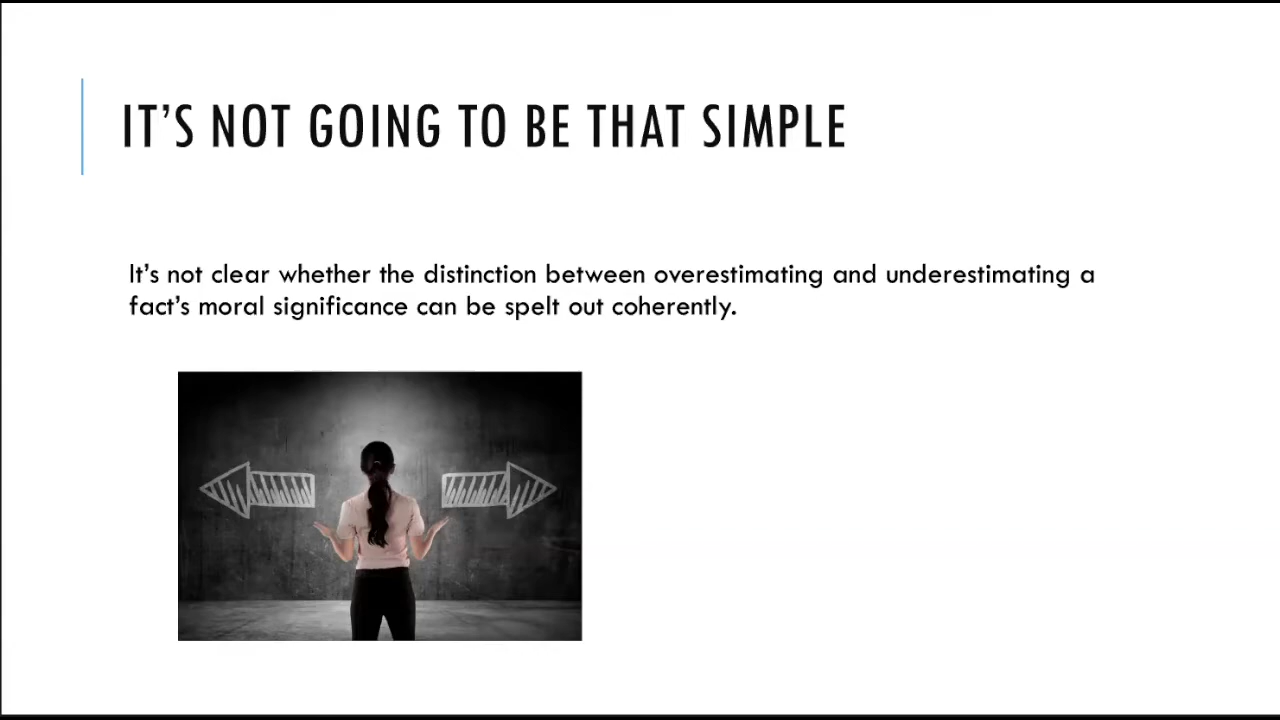 IT’S NOT GOING TO BE THAT SIMPLE
It’s not clear whether the distinction between overestimating and underestimating a
fact’s moral significance can be spelt out coherently.